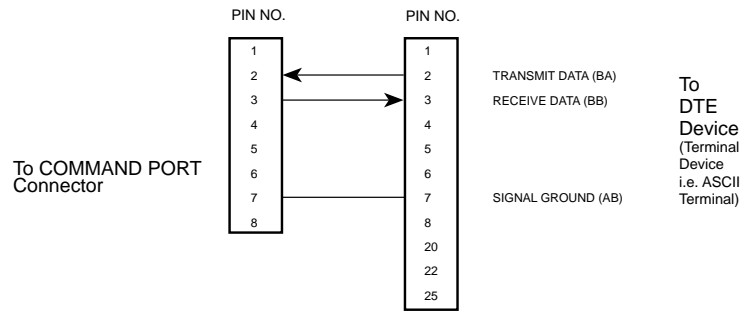 PIN NO. PIN NO.
1 1
2 2 TRANSMIT DATA (BA)
3 3 RECEIVE DATA (BB)
4 4
5 5
6 6
7 7 SIGNAL GROUND (AB)
8 8
20
22
25
To COMMAND PORT
Connector
To
DTE
Device
(Terminal
Device
i.e. ASCII
Terminal)